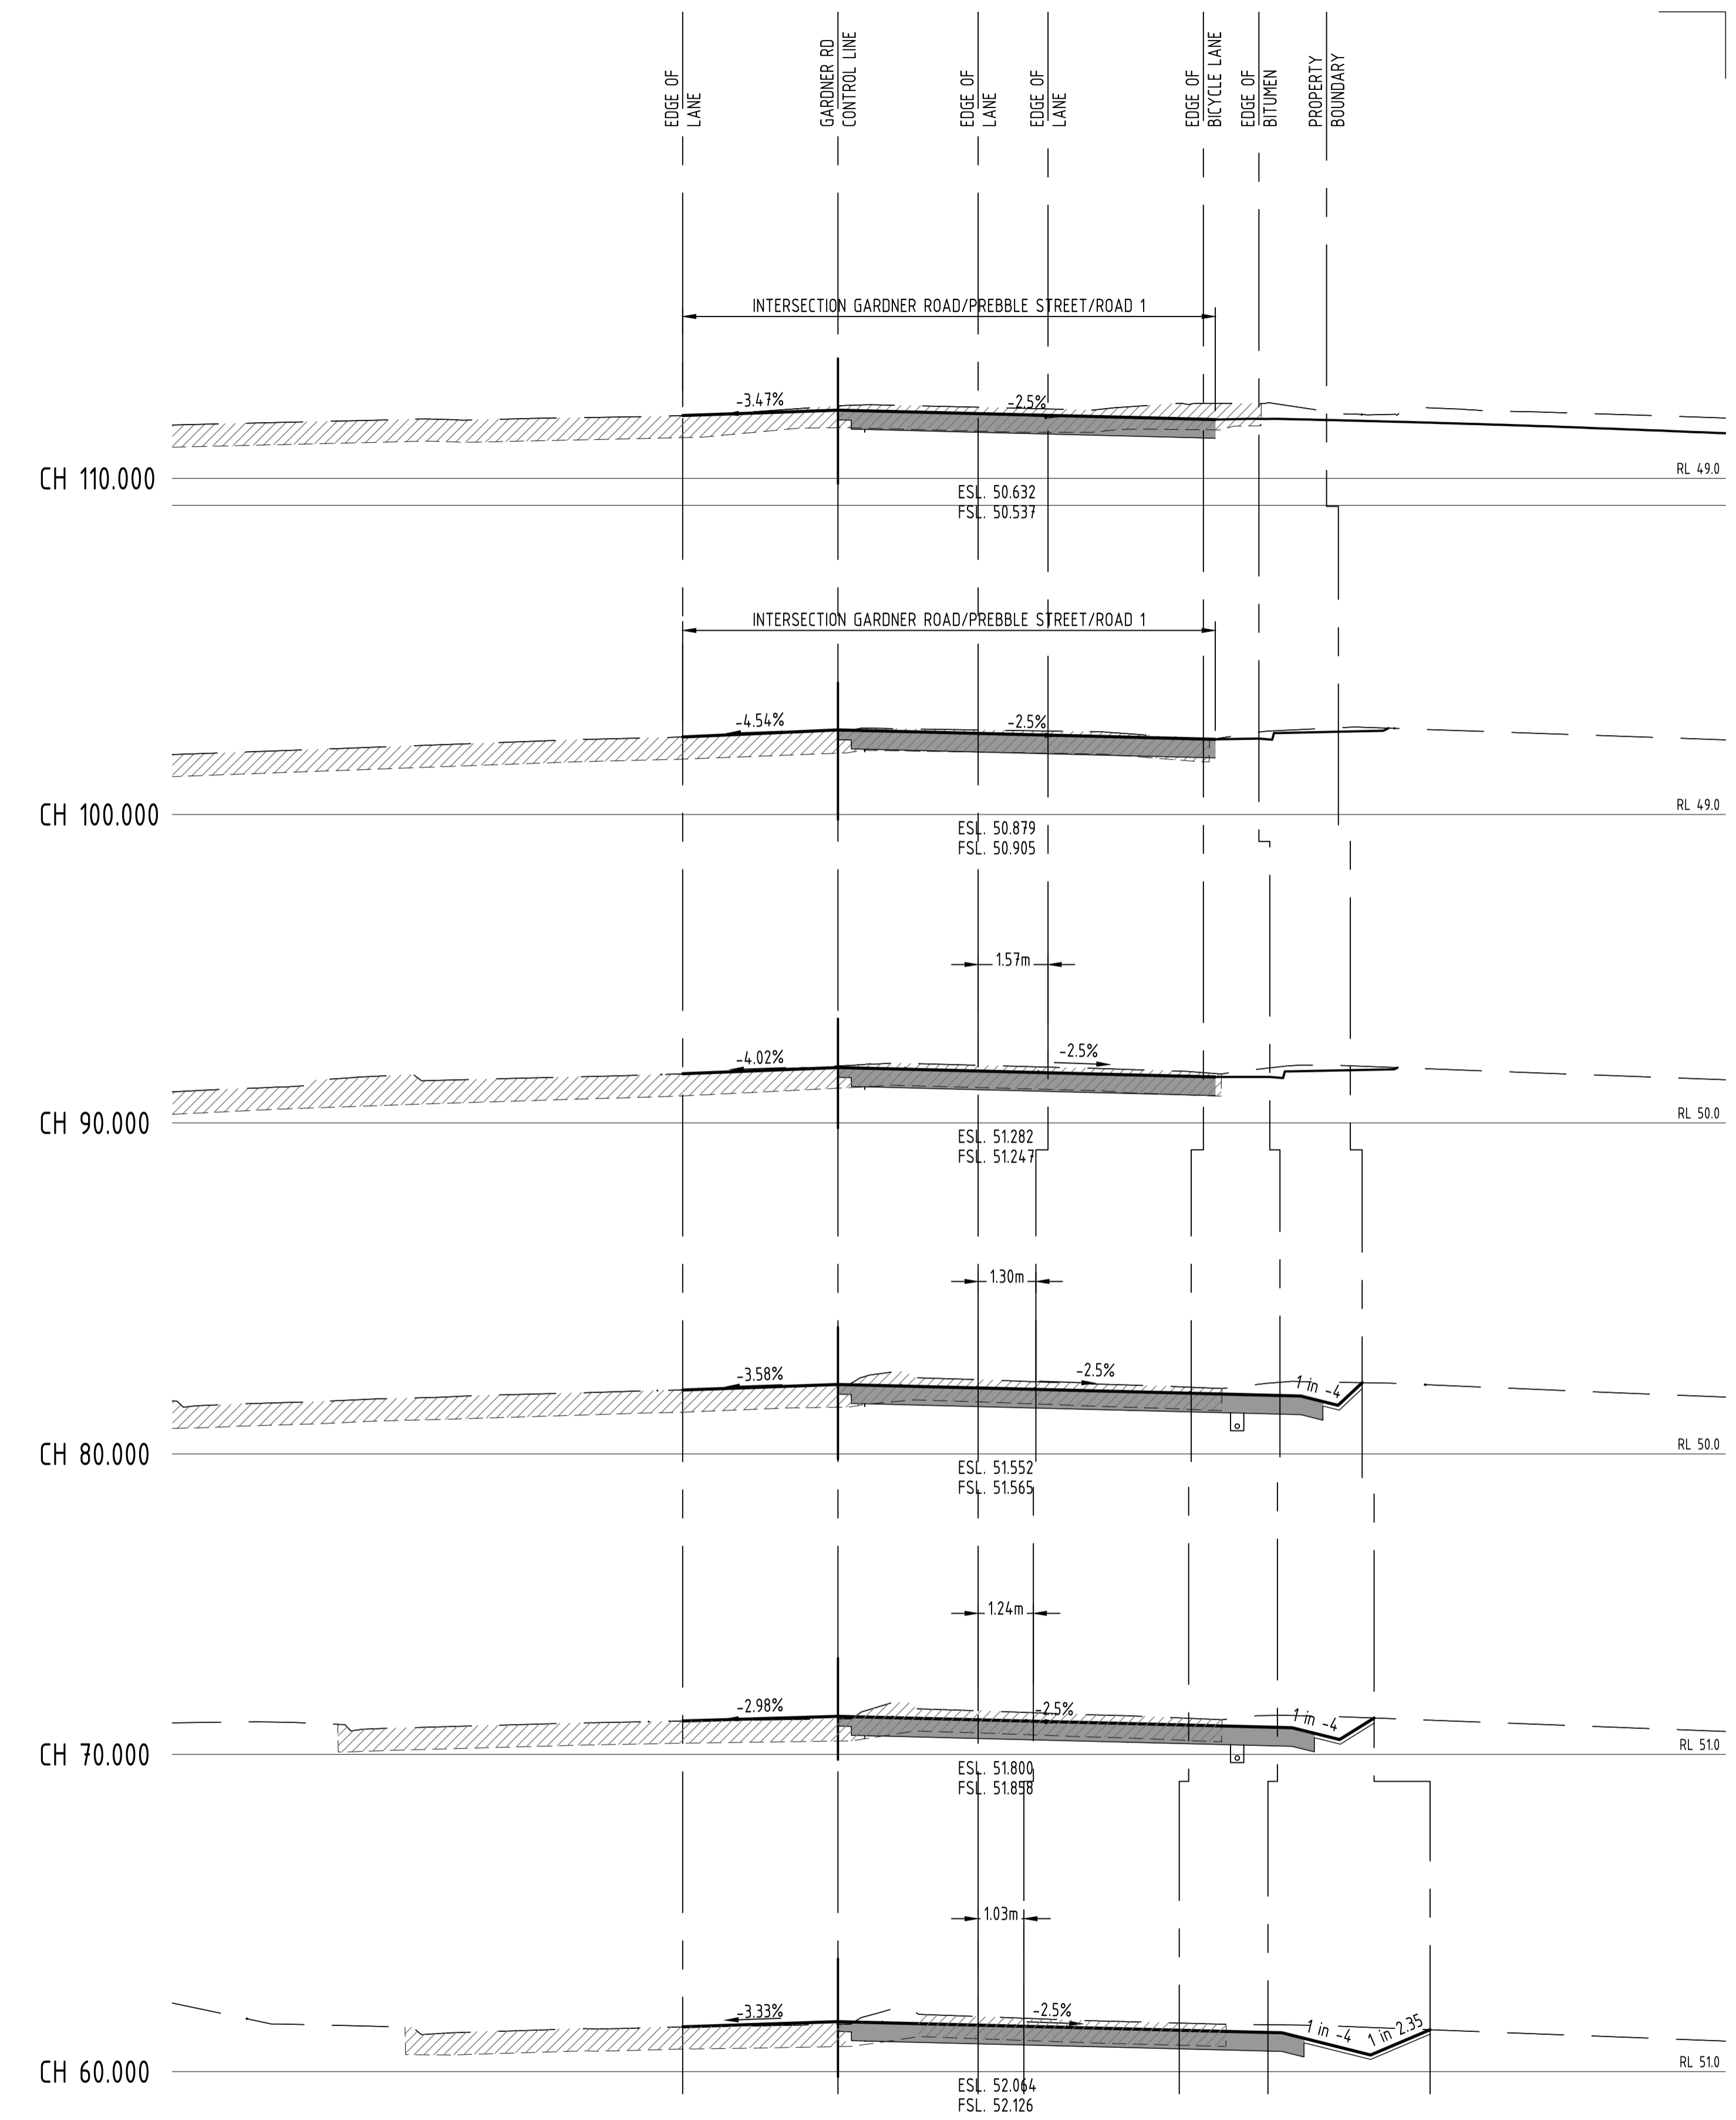 EDGE OF
LANE
GARDNER RD
CONTROL LINE
EDGE OF
LANE
EDGE OF
LANE
EDGE OF
BICYCLE LANE
EDGE OF
BITUMEN
PROPERTY
BOUNDARY
INTERSECTION GARDNER ROAD/PREBBLE STREET/ROAD 1
-3.47%
-2.5%
CH 110.000
RL 49.0
ESL. 50.632
FSL. 50.537
INTERSECTION GARDNER ROAD/PREBBLE STREET/ROAD 1
-4.54%
-2.5%
CH 100.000
RL 49.0
ESL. 50.879
FSL. 50.905
1.57m
-4.02%
-2.5%
CH 90.000
RL 50.0
ESL. 51.282
FSL. 51.247
1.30m
-3.58%
-2.5%
1 in -4
CH 80.000
RL 50.0
ESL. 51.552
FSL. 51.565
1.24m
-2.98%
-2.5%
1 in -4
CH 70.000
RL 51.0
ESL. 51.800
FSL. 51.858
1.03m
-3.33%
-2.5%
1 in -4
1 in 2.35
CH 60.000
RL 51.0
ESL. 52.064
FSL. 52.126